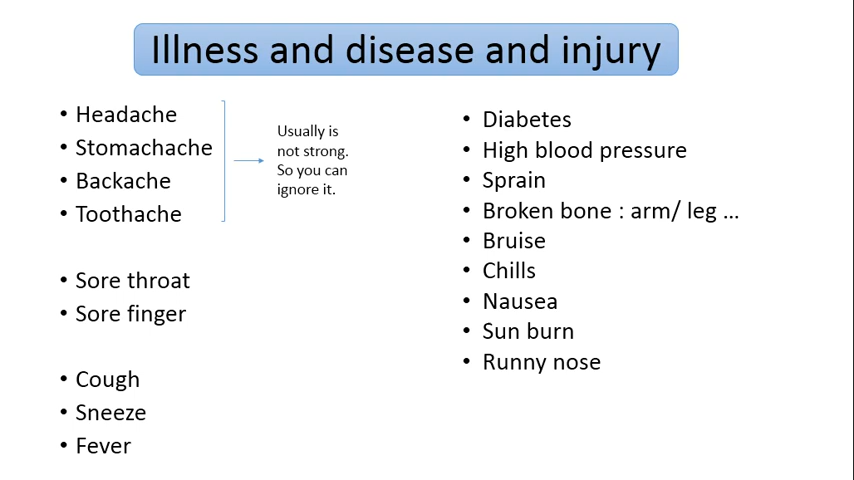 Illness and disease and injury
• Headache
• Stomachache
• Backache
• Toothache
Usually is
not strong.
So you can
ignore it.
• Sore throat
• Sore finger
• Cough
• Sneeze
• Fever
• Diabetes
• High blood pressure
• Sprain
• Broken bone : arm/ leg ...
• Bruise
• Chills
• Nausea
• Sun burn
• Runny nose